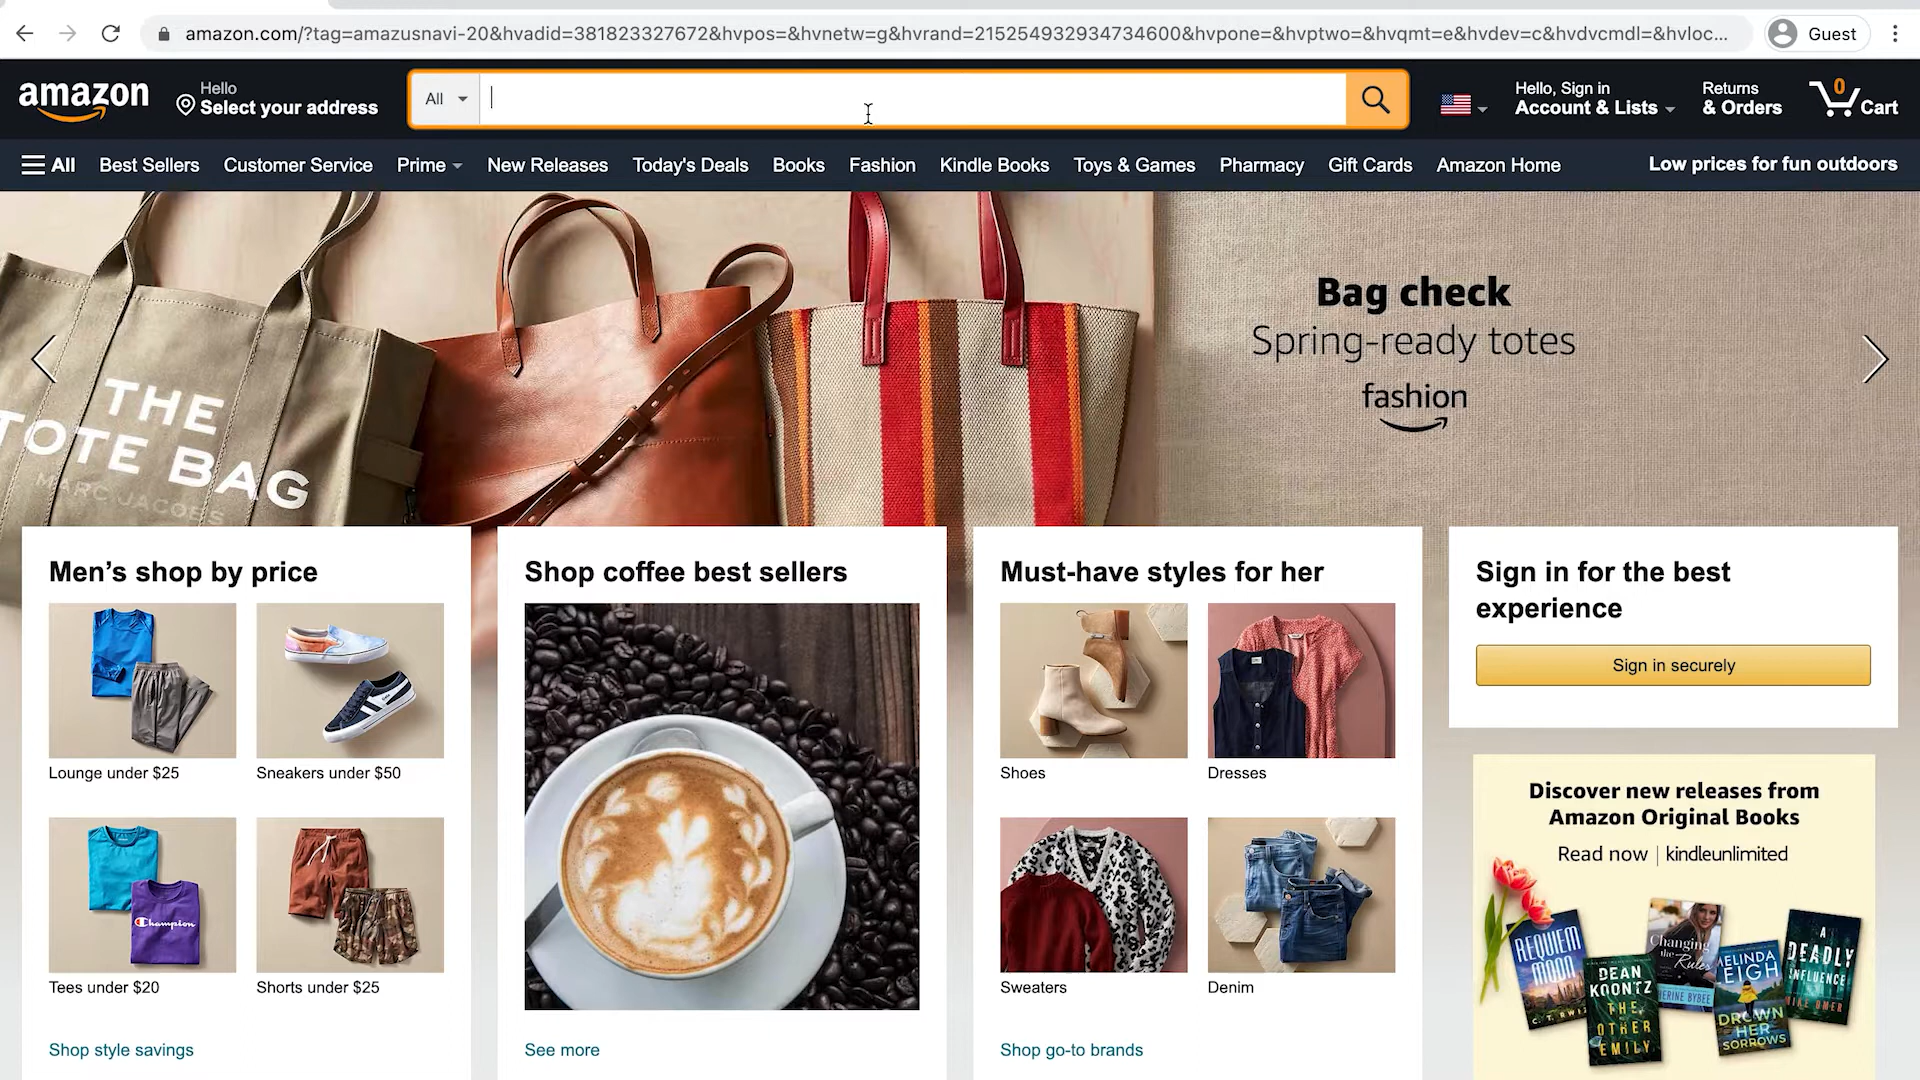 amazon.com/?tag=amazusnavi-20&hvadid=381823327672&hvpos=&hvnetw=g&hvrand=215254932934734600&hvpone=&hvptwo=&hvqmt=e&hvdev=c&hvdvcmdl=&hvloc...
Guest
amazon
Hello
Select your address
All
Hello, Sign in
Account & Lists
Returns
& Orders
0
Cart
All
Best Sellers
Customer Service
Prime
New Releases
Today's Deals
Books
Fashion
Kindle Books
Toys & Games
Pharmacy
Gift Cards
Amazon Home
Low prices for fun outdoors
THE
TOTE BAG
MARC JACOBS
Bag check
Spring-ready totes
fashion
Men’s shop by price
Lounge under $25
Sneakers under $50
Champion
Tees under $20
Shorts under $25
Shop style savings
Shop coffee best sellers
See more
Must-have styles for her
Shoes
Dresses
Sweaters
Denim
Shop go-to brands
Sign in for the best
experience
Sign in securely
Discover new releases from
Amazon Original Books
Read now | kindleunlimited
REQUIEM
MOON
DEAN
KOONTZ
THE
OTHER
EMILY
Changing
the Rules
MELINDA
LEIGH
DROWN
HER
SORROWS
A
DEADLY
INFLUENCE
MIKE OMER